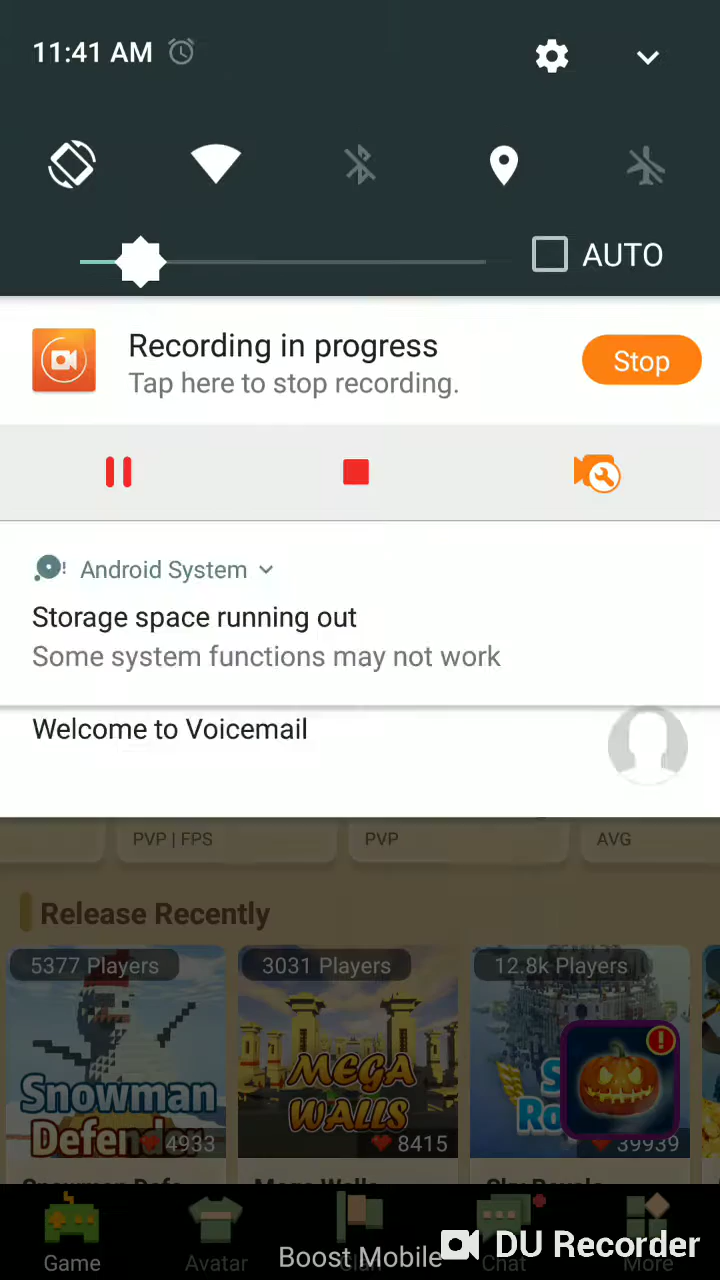 11:41 AM
AUTO
Recording in progress
Tap here to stop recording.
Stop
Android System
Storage space running out
Some system functions may not work
Welcome to Voicemail
PVP | FPS
PVP
AVG
Release Recently
5377 Players
3031 Players
12.8k Players
Snowman
Defender
4933
MEGA
WALLS
8415
39939
Game
Avatar
Boost Mobile
Clan
Chat
More
DU Recorder